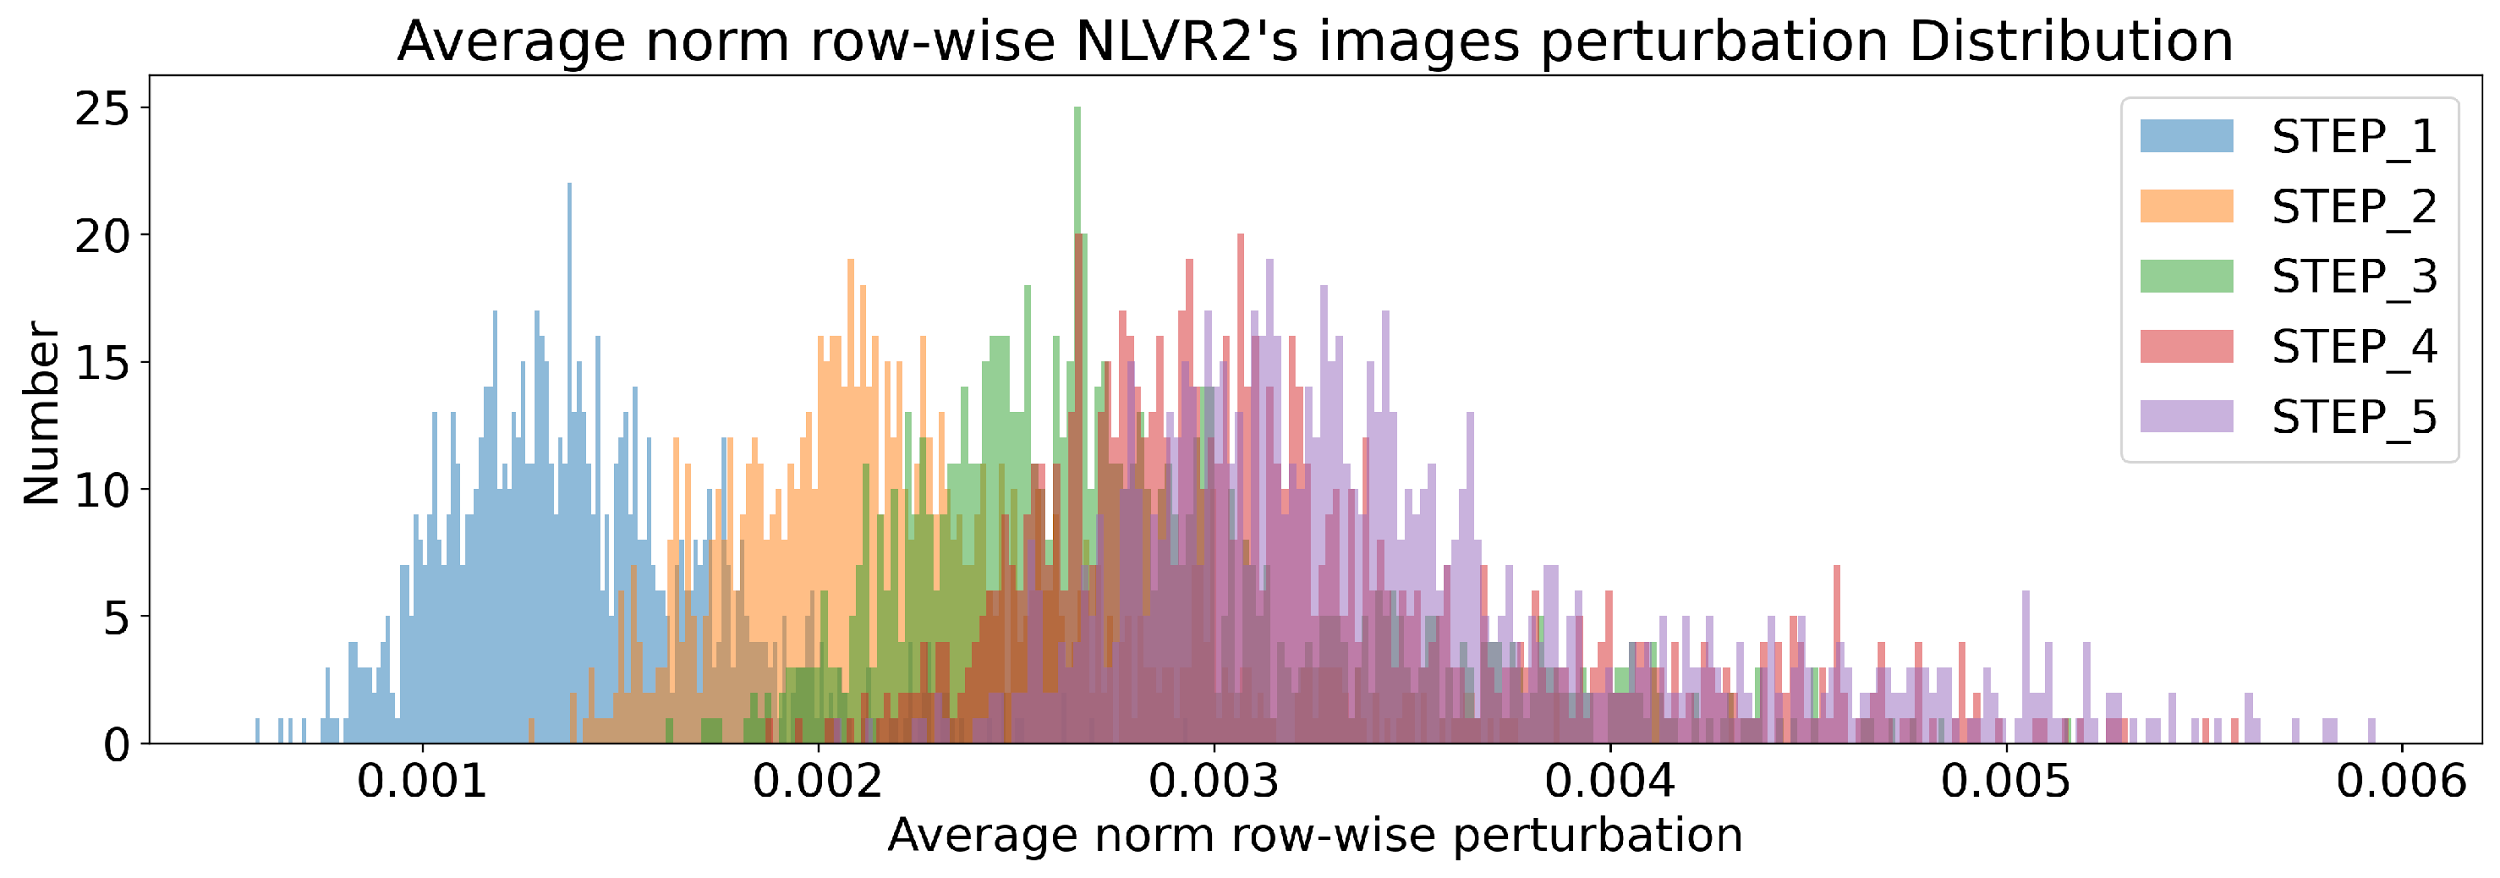 Average norm row-wise NLVR2's images perturbation Distribution
25
20
15
10
5
0
Number
STEP_1
STEP_2
STEP_3
STEP_4
STEP_5
0.001 0.002 0.003 0.004 0.005 0.006
Average norm row-wise perturbation